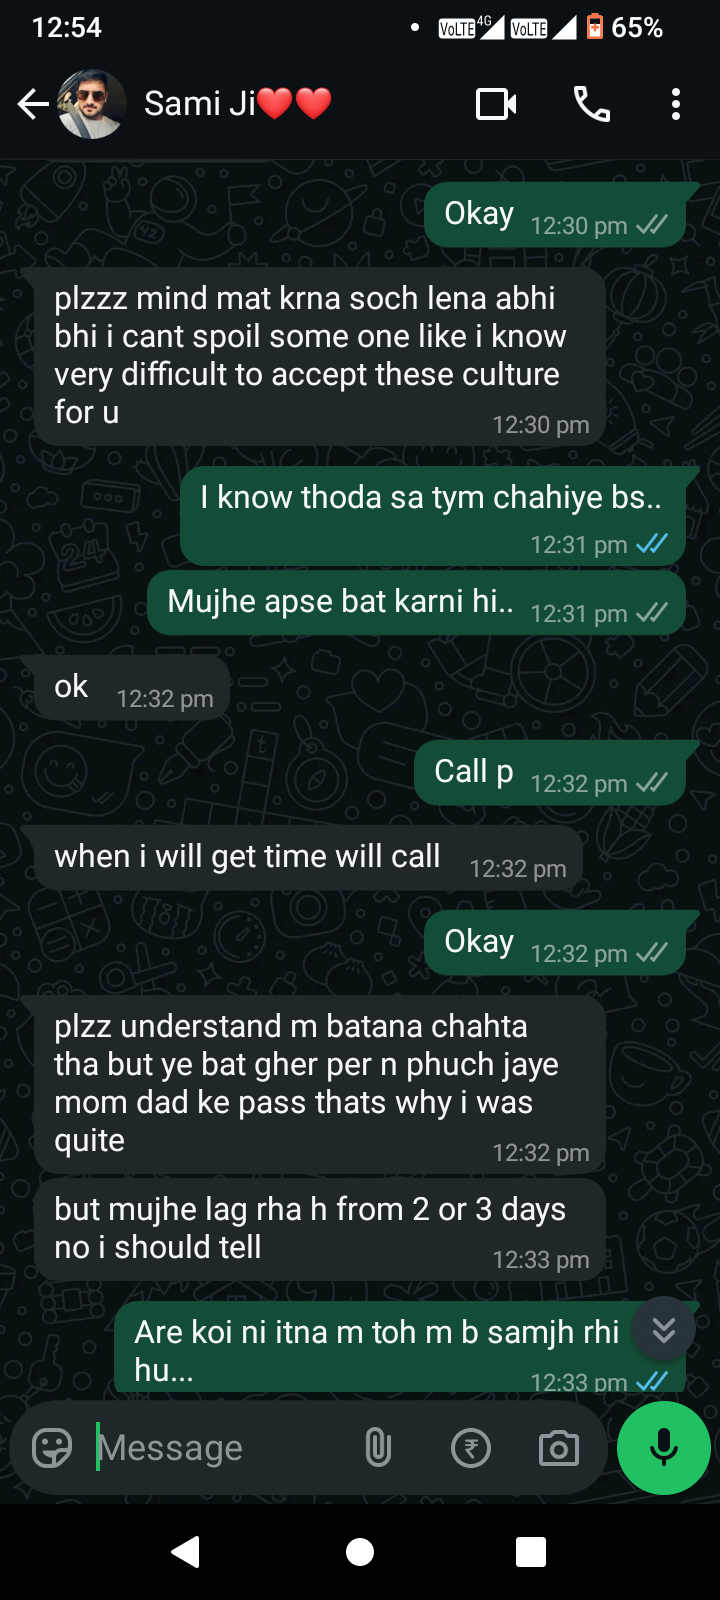 12:54
VoLTE 4G VoLTE 65%
Sami Ji❤️❤️
Okay 12:30 pm
plzzz mind mat krna soch lena abhi
bhi i cant spoil some one like i know
very difficult to accept these culture
for u
12:30 pm
I know thoda sa tym chahiye bs..
12:31 pm
Mujhe apse bat karni hi.. 12:31 pm
ok 12:32 pm
Call p 12:32 pm
when i will get time will call 12:32 pm
Okay 12:32 pm
plzz understand m batana chahta
tha but ye bat gher per n phuch jaye
mom dad ke pass thats why i was
quite
12:32 pm
but mujhe lag rha h from 2 or 3 days
no i should tell
12:33 pm
Are koi ni itna m toh m b samjh rhi
hu...
12:33 pm
Message